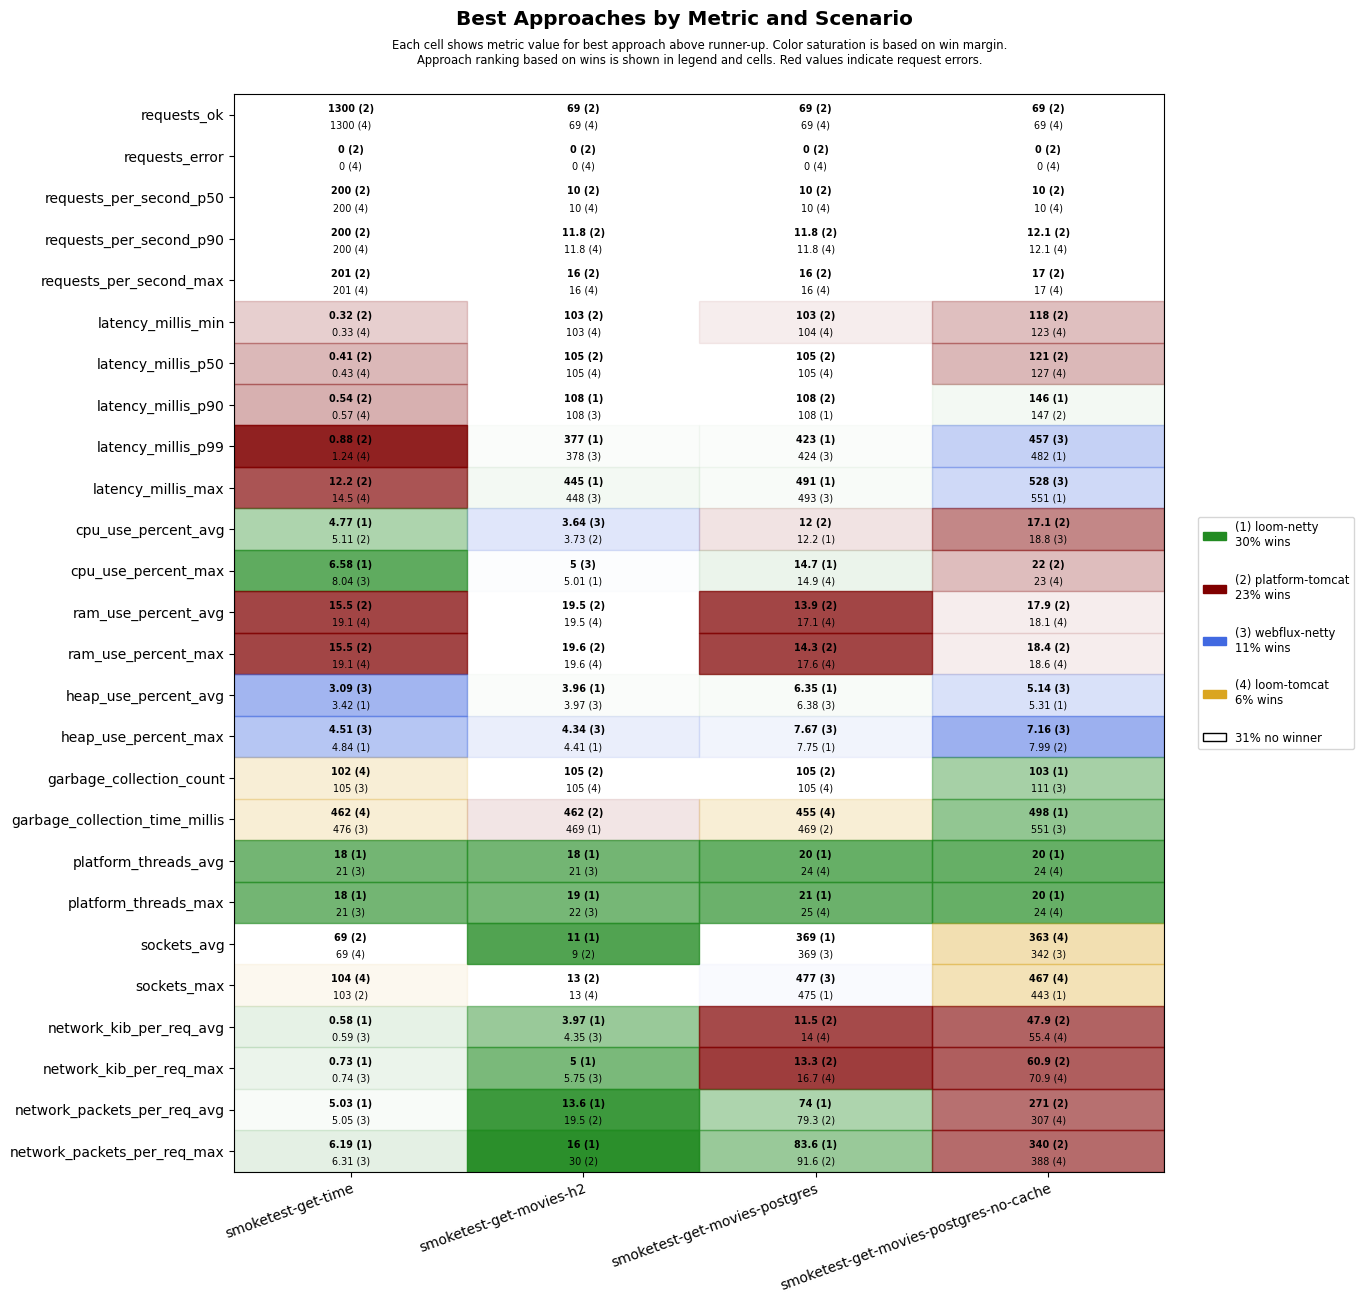 Best Approaches by Metric and Scenario
Each cell shows metric value for best approach above runner-up. Color saturation is based on win margin.
Approach ranking based on wins is shown in legend and cells. Red values indicate request errors.
requests_ok
1300 (2) 69 (2) 69 (2) 69 (2)
1300 (4) 69 (4) 69 (4) 69 (4)
requests_error
0 (2) 0 (2) 0 (2) 0 (2)
0 (4) 0 (4) 0 (4) 0 (4)
requests_per_second_p50
200 (2) 10 (2) 10 (2) 10 (2)
200 (4) 10 (4) 10 (4) 10 (4)
requests_per_second_p90
200 (2) 11.8 (2) 11.8 (2) 12.1 (2)
200 (4) 11.8 (4) 11.8 (4) 12.1 (4)
requests_per_second_max
201 (2) 16 (2) 16 (2) 17 (2)
201 (4) 16 (4) 16 (4) 17 (4)
latency_millis_min
0.32 (2) 103 (2) 103 (2) 118 (2)
0.33 (4) 103 (4) 104 (4) 123 (4)
latency_millis_p50
0.41 (2) 105 (2) 105 (2) 121 (2)
0.43 (4) 105 (4) 105 (4) 127 (4)
latency_millis_p90
0.54 (2) 108 (1) 108 (2) 146 (1)
0.57 (4) 108 (3) 108 (1) 147 (2)
latency_millis_p99
0.88 (2) 377 (1) 423 (1) 457 (3)
1.24 (4) 378 (3) 424 (3) 482 (1)
latency_millis_max
12.2 (2) 445 (1) 491 (1) 528 (3)
14.5 (4) 448 (3) 493 (3) 551 (1)
cpu_use_percent_avg
4.77 (1) 3.64 (3) 12 (2) 17.1 (2)
5.11 (2) 3.73 (2) 12.2 (1) 18.8 (3)
cpu_use_percent_max
6.58 (1) 5 (3) 14.7 (1) 22 (2)
8.04 (3) 5.01 (1) 14.9 (4) 23 (4)
ram_use_percent_avg
15.5 (2) 19.5 (2) 13.9 (2) 17.9 (2)
19.1 (4) 19.5 (4) 17.1 (4) 18.1 (4)
ram_use_percent_max
15.5 (2) 19.6 (2) 14.3 (2) 18.4 (2)
19.1 (4) 19.6 (4) 17.6 (4) 18.6 (4)
heap_use_percent_avg
3.09 (3) 3.96 (1) 6.35 (1) 5.14 (3)
3.42 (1) 3.97 (3) 6.38 (3) 5.31 (1)
heap_use_percent_max
4.51 (3) 4.34 (3) 7.67 (3) 7.16 (3)
4.84 (1) 4.41 (1) 7.75 (1) 7.99 (2)
garbage_collection_count
102 (4) 105 (2) 105 (2) 103 (1)
105 (3) 105 (4) 105 (4) 111 (3)
garbage_collection_time_millis
462 (4) 462 (2) 455 (4) 498 (1)
476 (3) 469 (1) 469 (2) 551 (3)
platform_threads_avg
18 (1) 18 (1) 20 (1) 20 (1)
21 (3) 21 (3) 24 (4) 24 (4)
platform_threads_max
18 (1) 19 (1) 21 (1) 20 (1)
21 (3) 22 (3) 25 (4) 24 (4)
sockets_avg
69 (2) 11 (1) 369 (1) 363 (4)
69 (4) 9 (2) 369 (3) 342 (3)
sockets_max
104 (4) 13 (2) 477 (3) 467 (4)
103 (2) 13 (4) 475 (1) 443 (1)
network_kib_per_req_avg
0.58 (1) 3.97 (1) 11.5 (2) 47.9 (2)
0.59 (3) 4.35 (3) 14 (4) 55.4 (4)
network_kib_per_req_max
0.73 (1) 5 (1) 13.3 (2) 60.9 (2)
0.74 (3) 5.75 (3) 16.7 (4) 70.9 (4)
network_packets_per_req_avg
5.03 (1) 13.6 (1) 74 (1) 271 (2)
5.05 (3) 19.5 (2) 79.3 (2) 307 (4)
network_packets_per_req_max
6.19 (1) 16 (1) 83.6 (1) 340 (2)
6.31 (3) 30 (2) 91.6 (2) 388 (4)
smoketest-get-time
smoketest-get-movies-h2
smoketest-get-movies-postgres
smoketest-get-movies-postgres-no-cache
(1) loom-netty
30% wins
(2) platform-tomcat
23% wins
(3) webflux-netty
11% wins
(4) loom-tomcat
6% wins
31% no winner